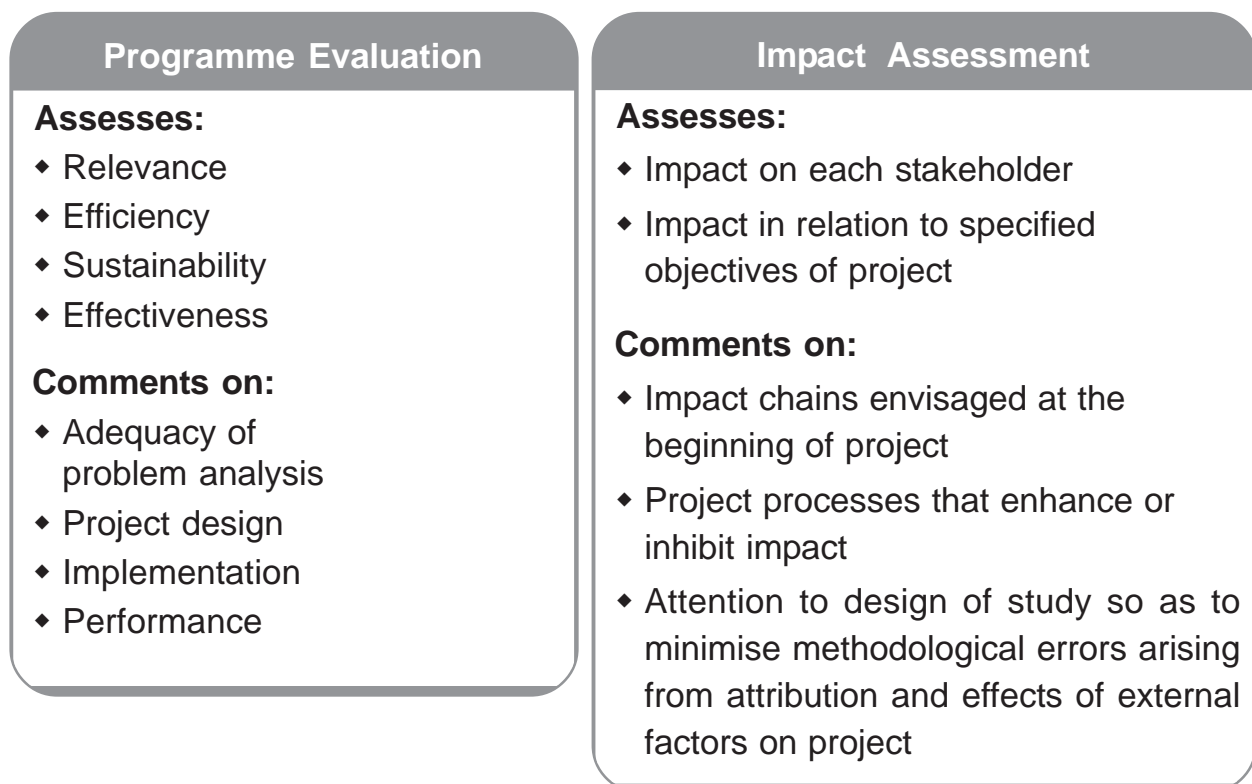 Programme Evaluation
Assesses:
◆ Relevance
◆ Efficiency
◆ Sustainability
◆ Effectiveness
Comments on:
◆ Adequacy of
problem analysis
◆ Project design
◆ Implementation
◆ Performance
Impact Assessment
Assesses:
◆ Impact on each stakeholder
◆ Impact in relation to specified
objectives of project
Comments on:
◆ Impact chains envisaged at the
beginning of project
◆ Project processes that enhance or
inhibit impact
◆ Attention to design of study so as to
minimise methodological errors arising
from attribution and effects of external
factors on project